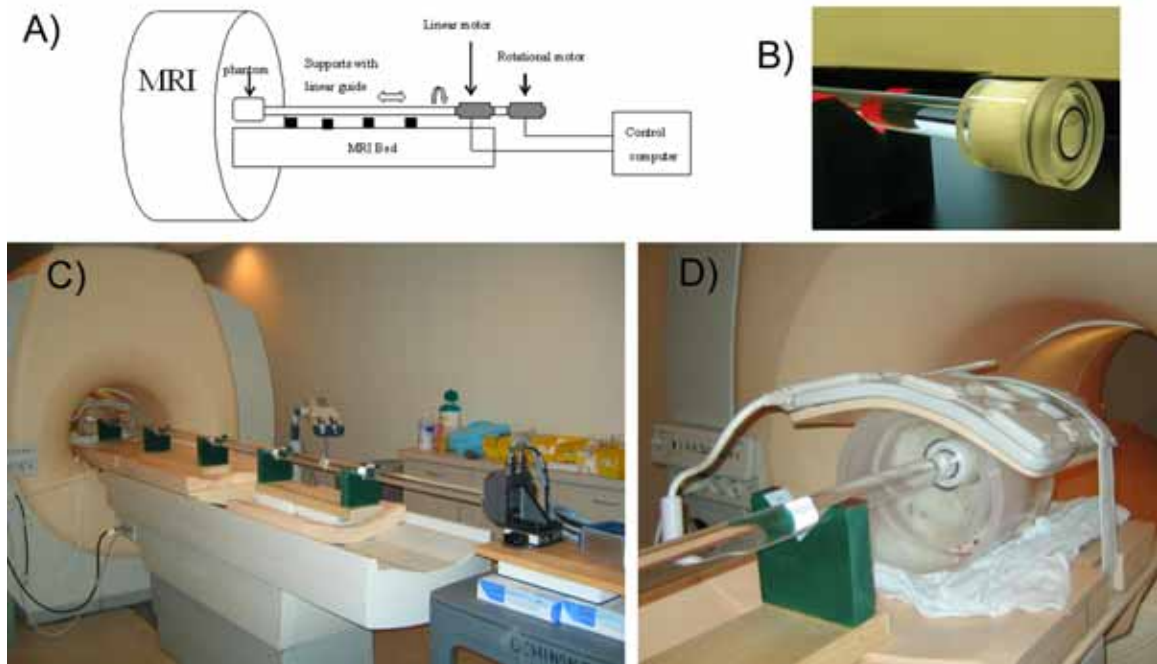 A)
Linear motor
B)
Rotational motor
phantom
Supports with
linear guide
MRI
Control
computer
MRI Bed
C)
D)